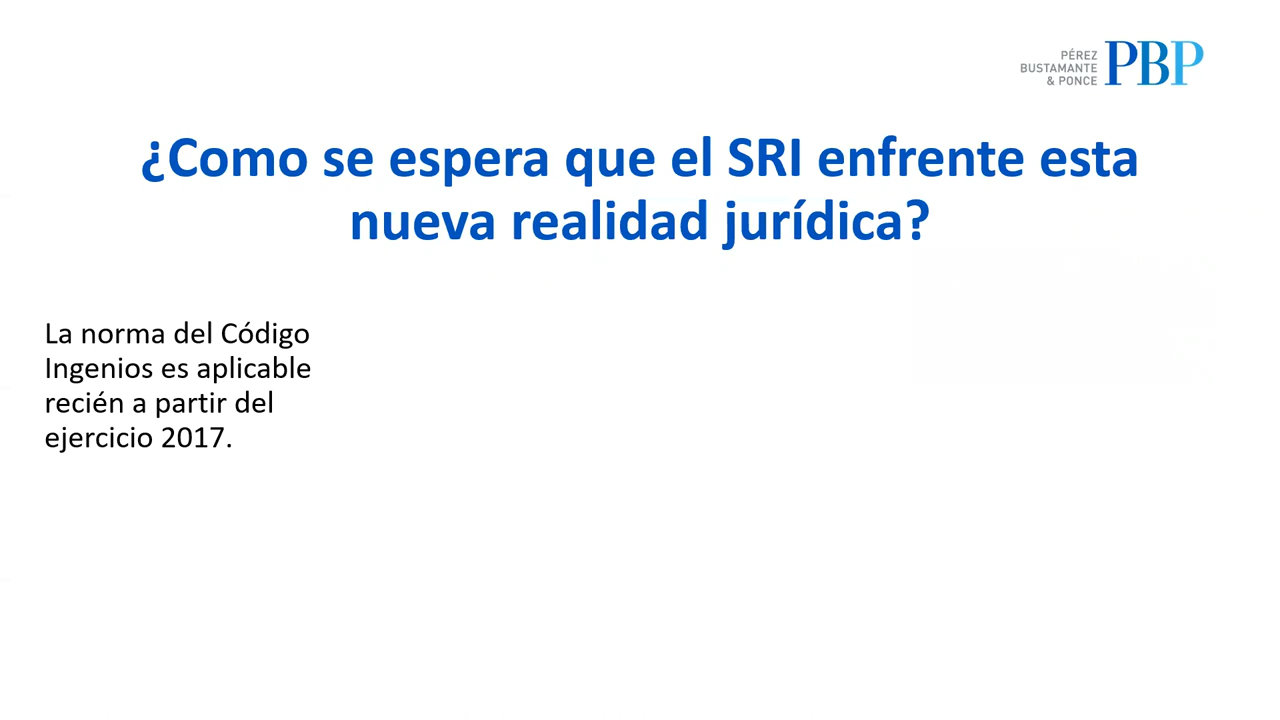 PÉREZ
BUSTAMANTE
& PONCE
PBP
¿Como se espera que el SRI enfrente esta
nueva realidad jurídica?
La norma del Código
Ingenios es aplicable
recién a partir del
ejercicio 2017.